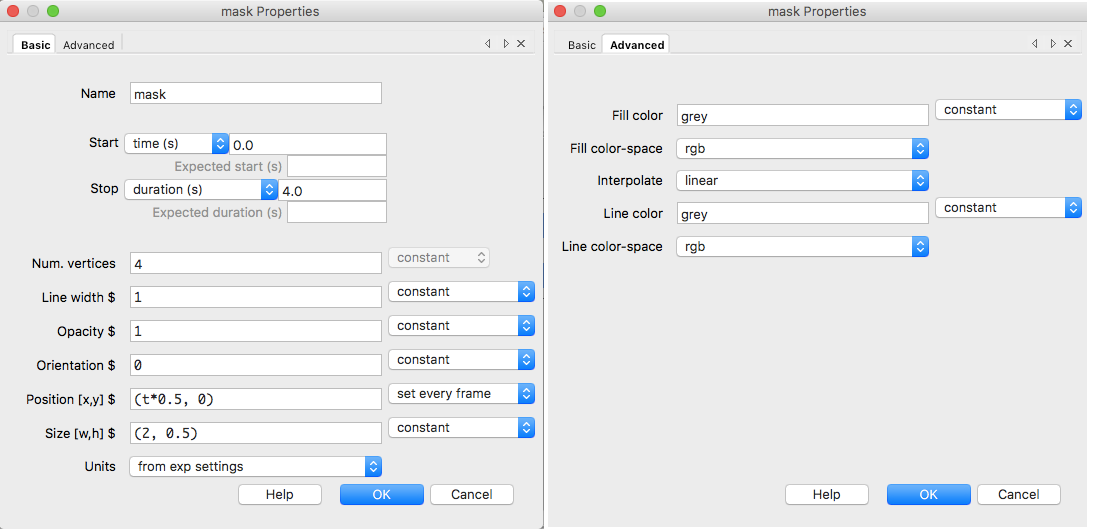 mask Properties
Basic Advanced
Name mask
Start time (s) 0.0
Expected start (s)
Stop duration (s) 4.0
Expected duration (s)
Num. vertices 4 constant
Line width $ 1 constant
Opacity $ 1 constant
Orientation $ 0 constant
Position [x,y] $ (t*0.5, 0) set every frame
Size [w,h] $ (2, 0.5) constant
Units from exp settings
Help OK Cancel
mask Properties
Basic Advanced
Fill color grey constant
Fill color-space rgb
Interpolate linear
Line color grey constant
Line color-space rgb
Help OK Cancel